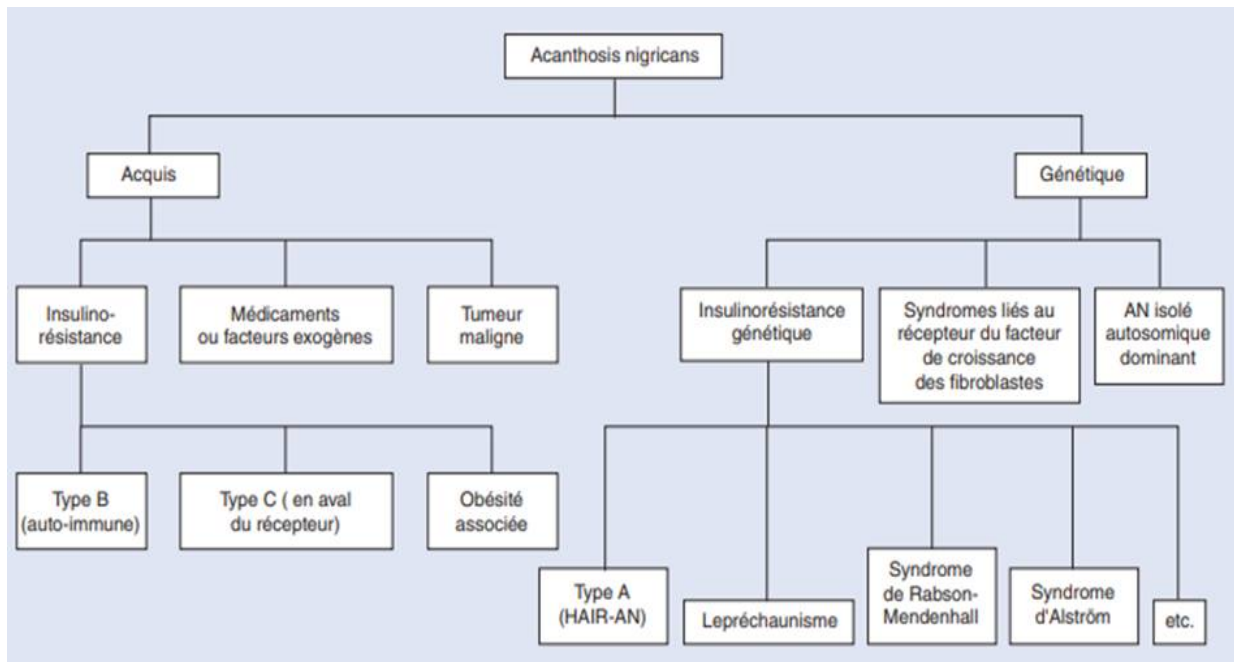 Acanthosis nigricans
Acquis
Génétique
Insulino-
résistance
Médicaments
ou facteurs exogènes
Tumeur
maligne
Insulinorésistance
génétique
Syndromes liés au
récepteur du facteur
de croissance
des fibroblastes
AN isolé
autosomique
dominant
Type B
(auto-immune)
Type C ( en aval
du récepteur)
Obésité
associée
Type A
(HAIR-AN)
Lepréchaunisme
Syndrome
de Rabson-
Mendenhall
Syndrome
d'Alström
etc.